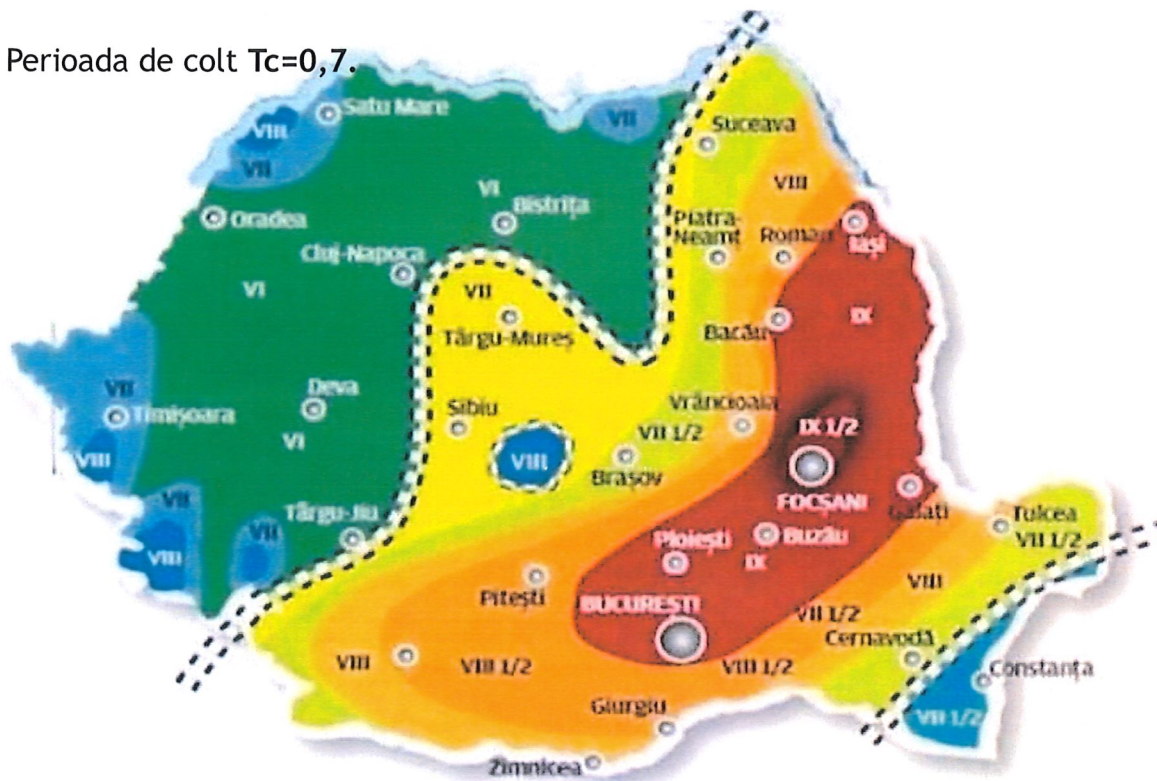 Perioada de colt Tc=0,7.
Satu Mare
VIII
VII
VII
Suceava
VIII
VI
Bistrița
Oradea
Piatra-
Neamț
Roman
Iași
Cluj-Napoca
VI
VII
IX
Târgu-Mureș
Bacău
VII
Timișoara
Deva
Sibiu
Vrâncioaia
VI
VII 1/2
IX 1/2
VIII
VIII
Brașov
FOCȘANI
VII
Târgu-Jiu
Galați
Tulcea
VII
Ploiești
Buzău
VII 1/2
VIII
IX
Pitești
VIII
BUCUREȘTI
VII 1/2
Cernavodă
VIII
VIII 1/2
VIII 1/2
Constanța
Giurgiu
VII 1/2
Zimnicea